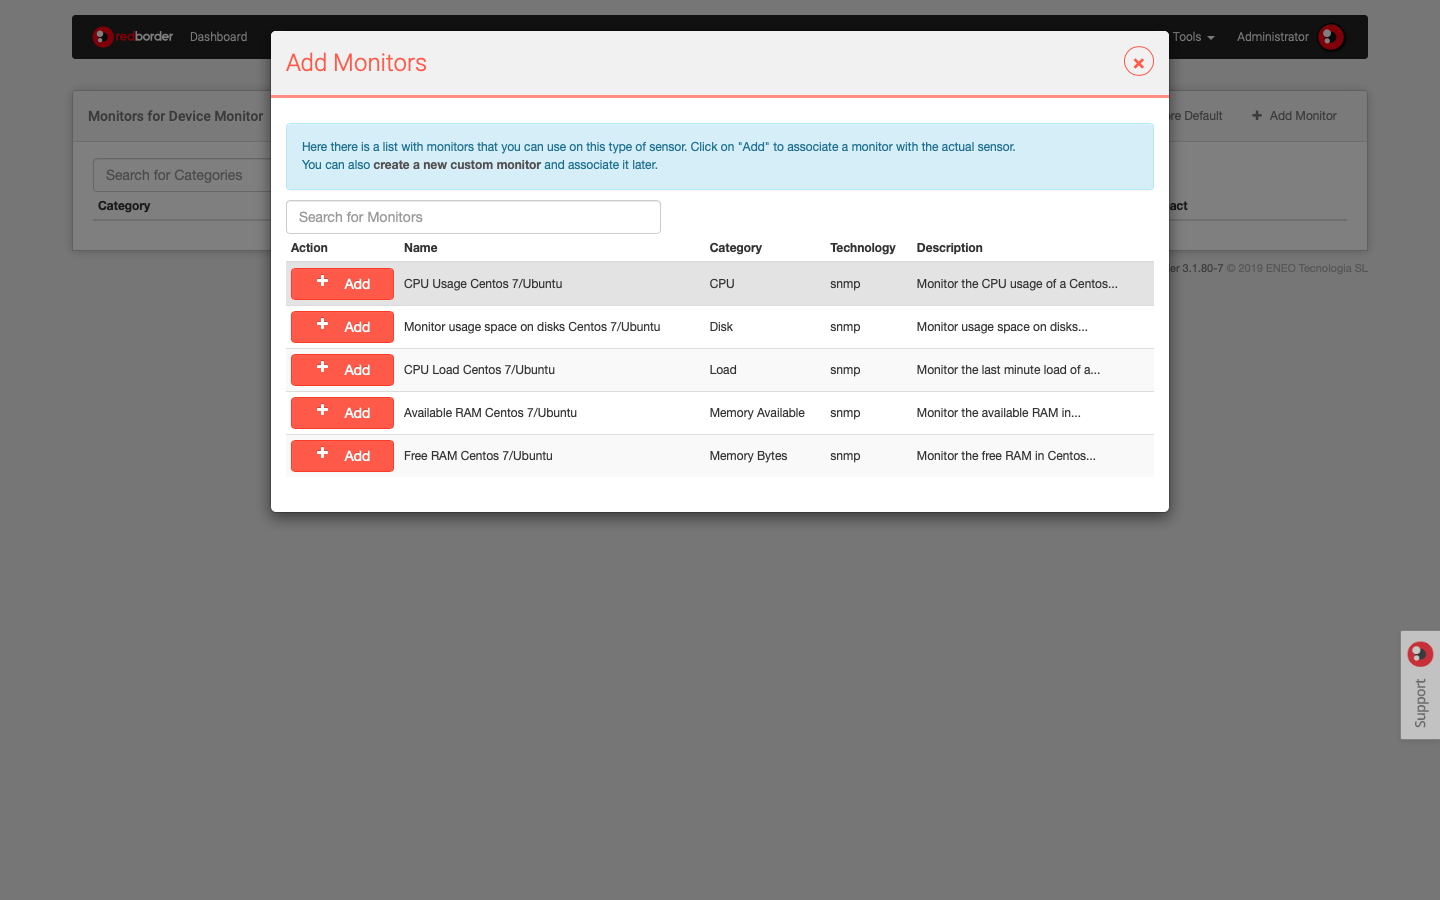 redborder Dashboard Tools Administrator
Add Monitors
Monitors for Device Monitor Default + Add Monitor
Here there is a list with monitors that you can use on this type of sensor. Click on "Add" to associate a monitor with the actual sensor.
You can also create a new custom monitor and associate it later.
Search for Categories
Category
Search for Monitors
Action Name Category Technology Description
+ Add CPU Usage Centos 7/Ubuntu CPU snmp Monitor the CPU usage of a Centos...
+ Add Monitor usage space on disks Centos 7/Ubuntu Disk snmp Monitor usage space on disks...
+ Add CPU Load Centos 7/Ubuntu Load snmp Monitor the last minute load of a...
+ Add Available RAM Centos 7/Ubuntu Memory Available snmp Monitor the available RAM in...
+ Add Free RAM Centos 7/Ubuntu Memory Bytes snmp Monitor the free RAM in Centos...
3.1.80-7 © 2019 ENEO Tecnologia SL
Support